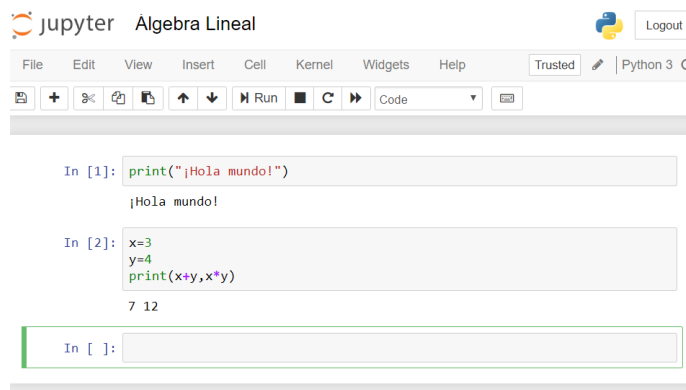 jupyter Álgebra Lineal Logout
File Edit View Insert Cell Kernel Widgets Help Trusted Python 3
Run Code
In [1]: print("¡Hola mundo!")
¡Hola mundo!
In [2]: x=3
y=4
print(x+y,x*y)
7 12
In [ ]: